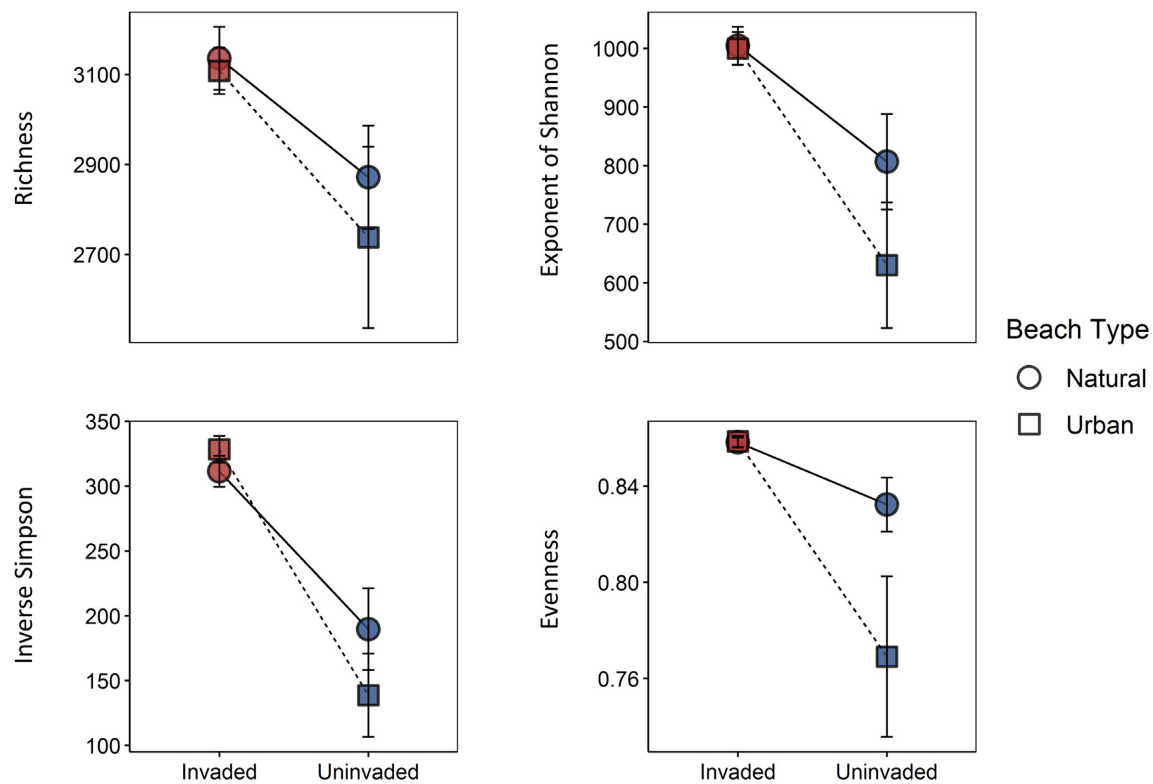 Richness
3100
2900
2700
Exponent of Shannon
1000
900
800
700
600
500
Beach Type
Natural
Urban
Inverse Simpson
350
300
250
200
150
100
Invaded
Uninvaded
Evenness
0.84
0.80
0.76
Invaded
Uninvaded